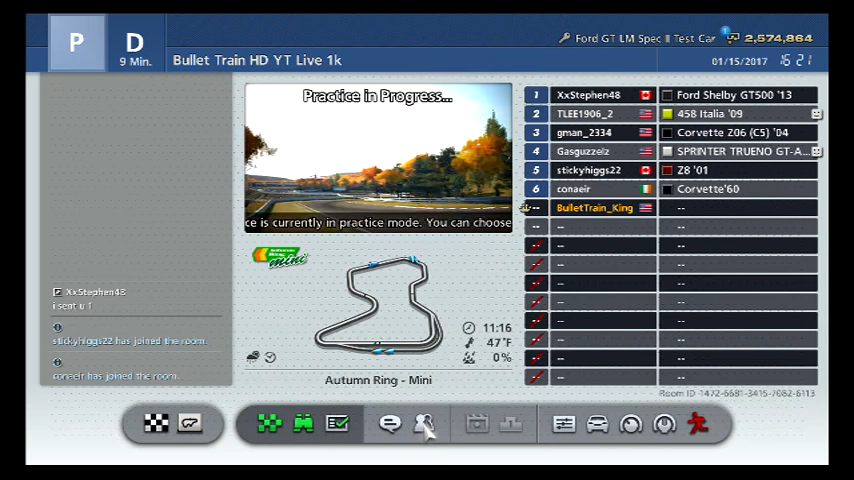 P
D
9 Min.
Bullet Train HD YT Live 1k
Ford GT LM Spec II Test Car
2,574,864
01/15/2017 16 21
Practice in Progress...
ce is currently in practice mode. You can choose
1 XxStephen48 Ford Shelby GT500 '13
2 TLEE1906_2 458 Italia '09
3 gman_2334 Corvette Z06 (C5) '04
4 Gasguzzelz SPRINTER TRUENO GT-A...
5 stickyhiggs22 Z8 '01
6 conaeir Corvette'60
-- BulletTrain_King --
-- -- --
-- -- --
-- -- --
-- -- --
-- -- --
-- -- --
-- -- --
-- -- --
-- -- --
-- -- --
XxStephen48
i sent u 1
stickyhiggs22 has joined the room.
conaeir has joined the room.
mini
11:16
47°F
0%
Autumn Ring - Mini
Room ID 1472-6681-3415-7082-6113